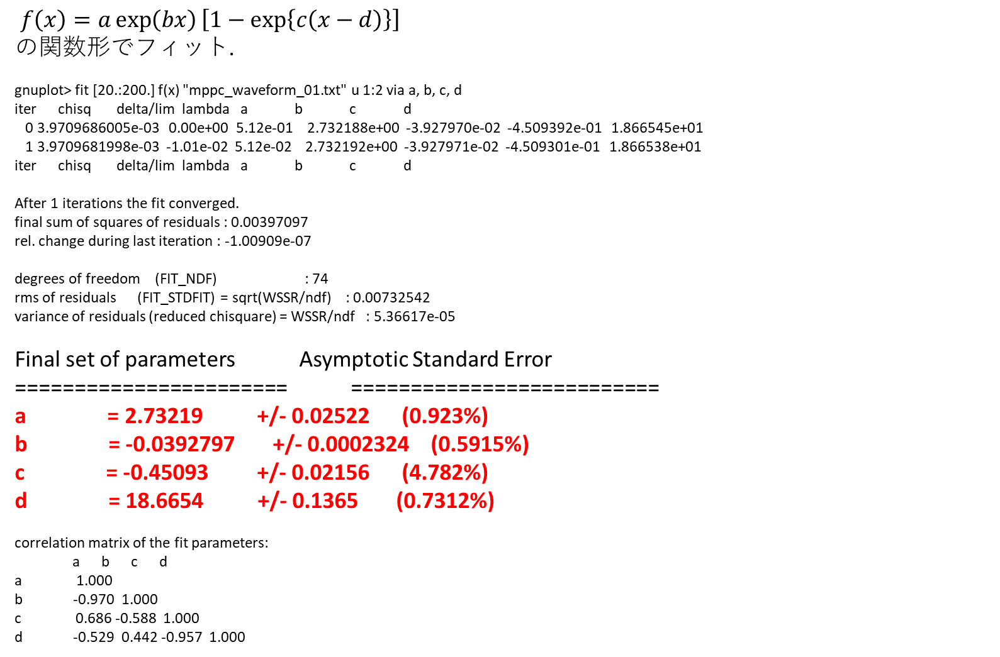 f(x) = a exp(bx) [1 − exp{c(x − d)}]
の関数形でフィット.
gnuplot> fit [20.:200.] f(x) "mppc_waveform_01.txt" u 1:2 via a, b, c, d
iter chisq delta/lim lambda a b c d
0 3.9709686005e-03 0.00e+00 5.12e-01 2.732188e+00 -3.927970e-02 -4.509392e-01 1.866545e+01
1 3.9709681998e-03 -1.01e-02 5.12e-02 2.732192e+00 -3.927971e-02 -4.509301e-01 1.866538e+01
iter chisq delta/lim lambda a b c d
After 1 iterations the fit converged.
final sum of squares of residuals : 0.00397097
rel. change during last iteration : -1.00909e-07
degrees of freedom (FIT_NDF) : 74
rms of residuals (FIT_STDFIT) = sqrt(WSSR/ndf) : 0.00732542
variance of residuals (reduced chisquare) = WSSR/ndf : 5.36617e-05
Final set of parameters Asymptotic Standard Error
======================= ==========================
a = 2.73219 +/- 0.02522 (0.923%)
b = -0.0392797 +/- 0.0002324 (0.5915%)
c = -0.45093 +/- 0.02156 (4.782%)
d = 18.6654 +/- 0.1365 (0.7312%)
correlation matrix of the fit parameters:
a b c d
a 1.000
b -0.970 1.000
c 0.686 -0.588 1.000
d -0.529 0.442 -0.957 1.000